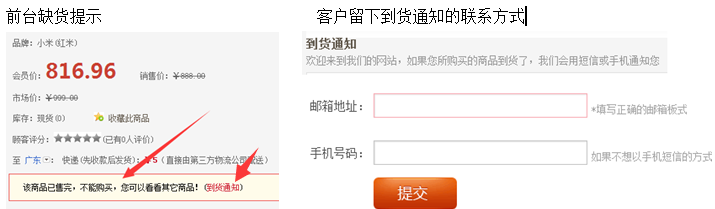 前台缺货提示
客户留下到货通知的联系方式
品牌：小米(红米)
会员价：816.96 销售价：￥888.00
市场价：￥999.00
库存：现货(0) 收藏此商品
顾客评分：★★★★★(已有0人评价)
至 广东 ： 快递(先收款后发货)：￥5（直接由第三方物流公司配送）
该商品已售完，不能购买，您可以看看其它商品！(到货通知)
到货通知
欢迎来到我们的网站，如果您所购买的商品到货了，我们会用短信或手机通知您
邮箱地址： *填写正确的邮箱板式
手机号码： 如果不想以手机短信的方式
提交